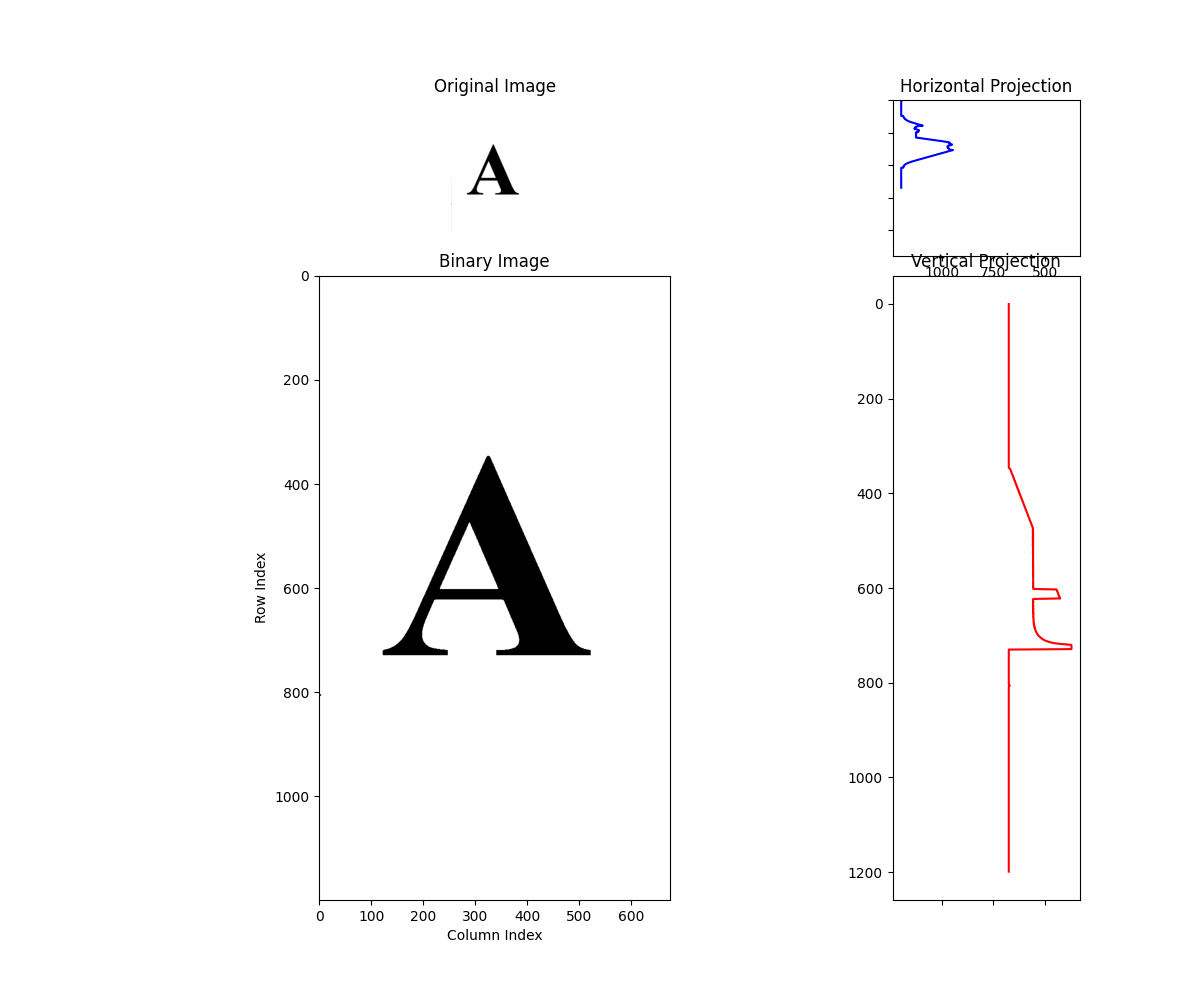 Original Image
Horizontal Projection
A
Binary Image
Vertical Projection
1000 750 500
0
200
400
600
800
1000
Row Index
A
0 100 200 300 400 500 600
Column Index
0
200
400
600
800
1000
1200